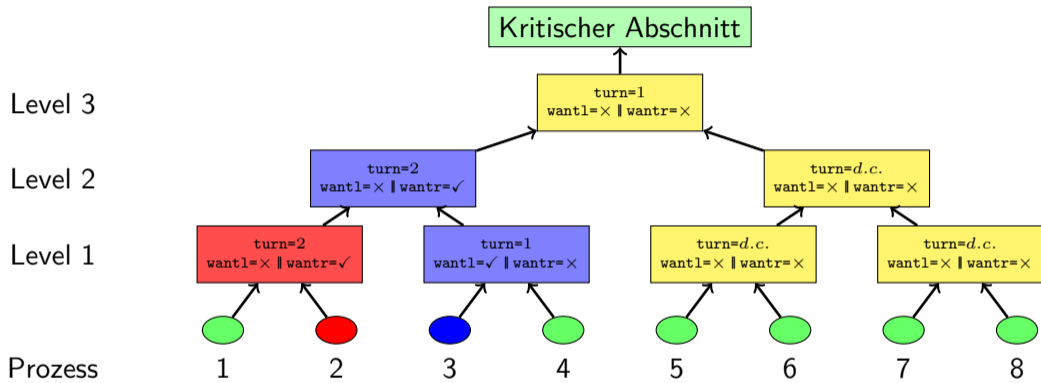 Kritischer Abschnitt
Level 3
turn=1
wantl=× || wantr=×
Level 2
turn=2
wantl=× || wantr=✓
turn=d.c.
wantl=× || wantr=×
Level 1
turn=2
wantl=× || wantr=✓
turn=1
wantl=✓ || wantr=×
turn=d.c.
wantl=× || wantr=×
turn=d.c.
wantl=× || wantr=×
Prozess 1 2 3 4 5 6 7 8